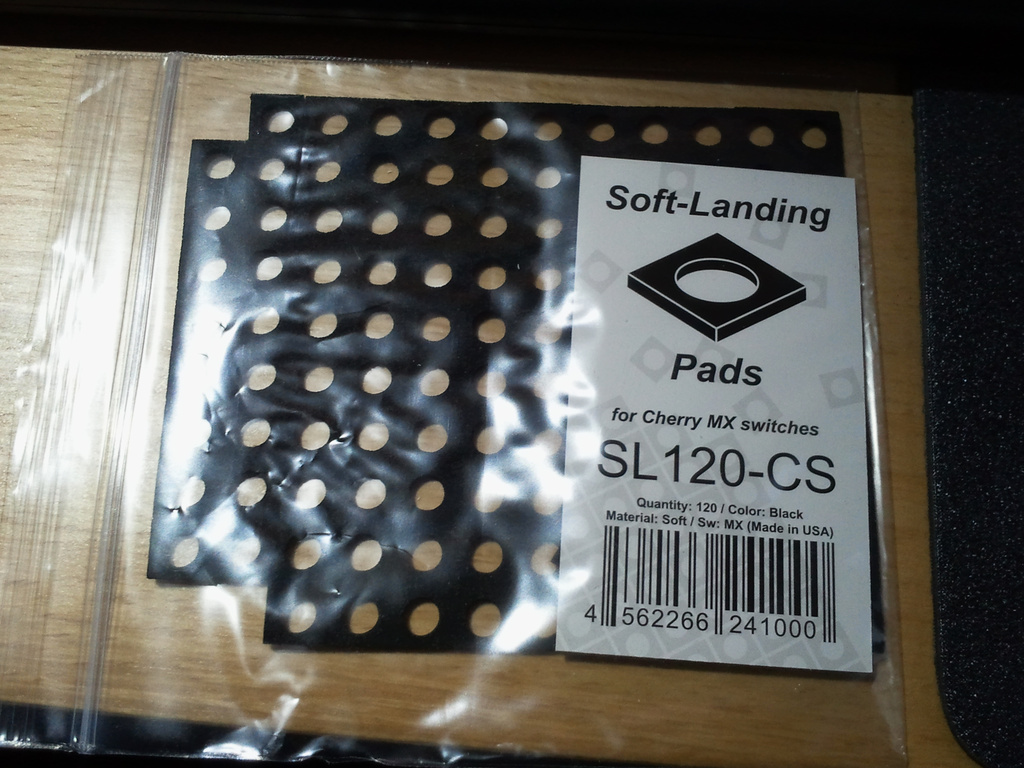 Soft-Landing
Pads
for Cherry MX switches
SL120-CS
Quantity: 120 / Color: Black
Material: Soft / Sw: MX (Made in USA)
4 562266 241000